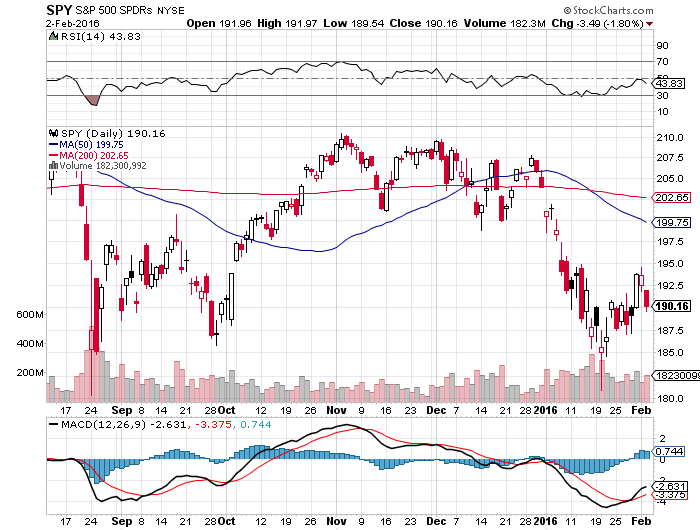 SPY S&P 500 SPDRs NYSE © StockCharts.com
2-Feb-2016 Open 191.96 High 191.97 Low 189.54 Close 190.16 Volume 182.3M Chg -3.49 (-1.80%)
RSI(14) 43.83
90
70
50
43.83
30
10
SPY (Daily) 190.16
MA(50) 199.75
MA(200) 202.65
Volume 182,300,992
210.0
207.5
205.0
202.65
199.75
197.5
195.0
192.5
190.16
187.5
185.0
182300992
180.0
600M
400M
200M
17 24 Sep 8 14 21 28 Oct 12 19 26 Nov 9 16 23 Dec 7 14 21 28 2016 11 19 25 Feb
MACD(12,26,9) -2.631, -3.375, 0.744
2
0.744
0
-2.631
-3.375
-4
17 24 Sep 8 14 21 28 Oct 12 19 26 Nov 9 16 23 Dec 7 14 21 28 2016 11 19 25 Feb